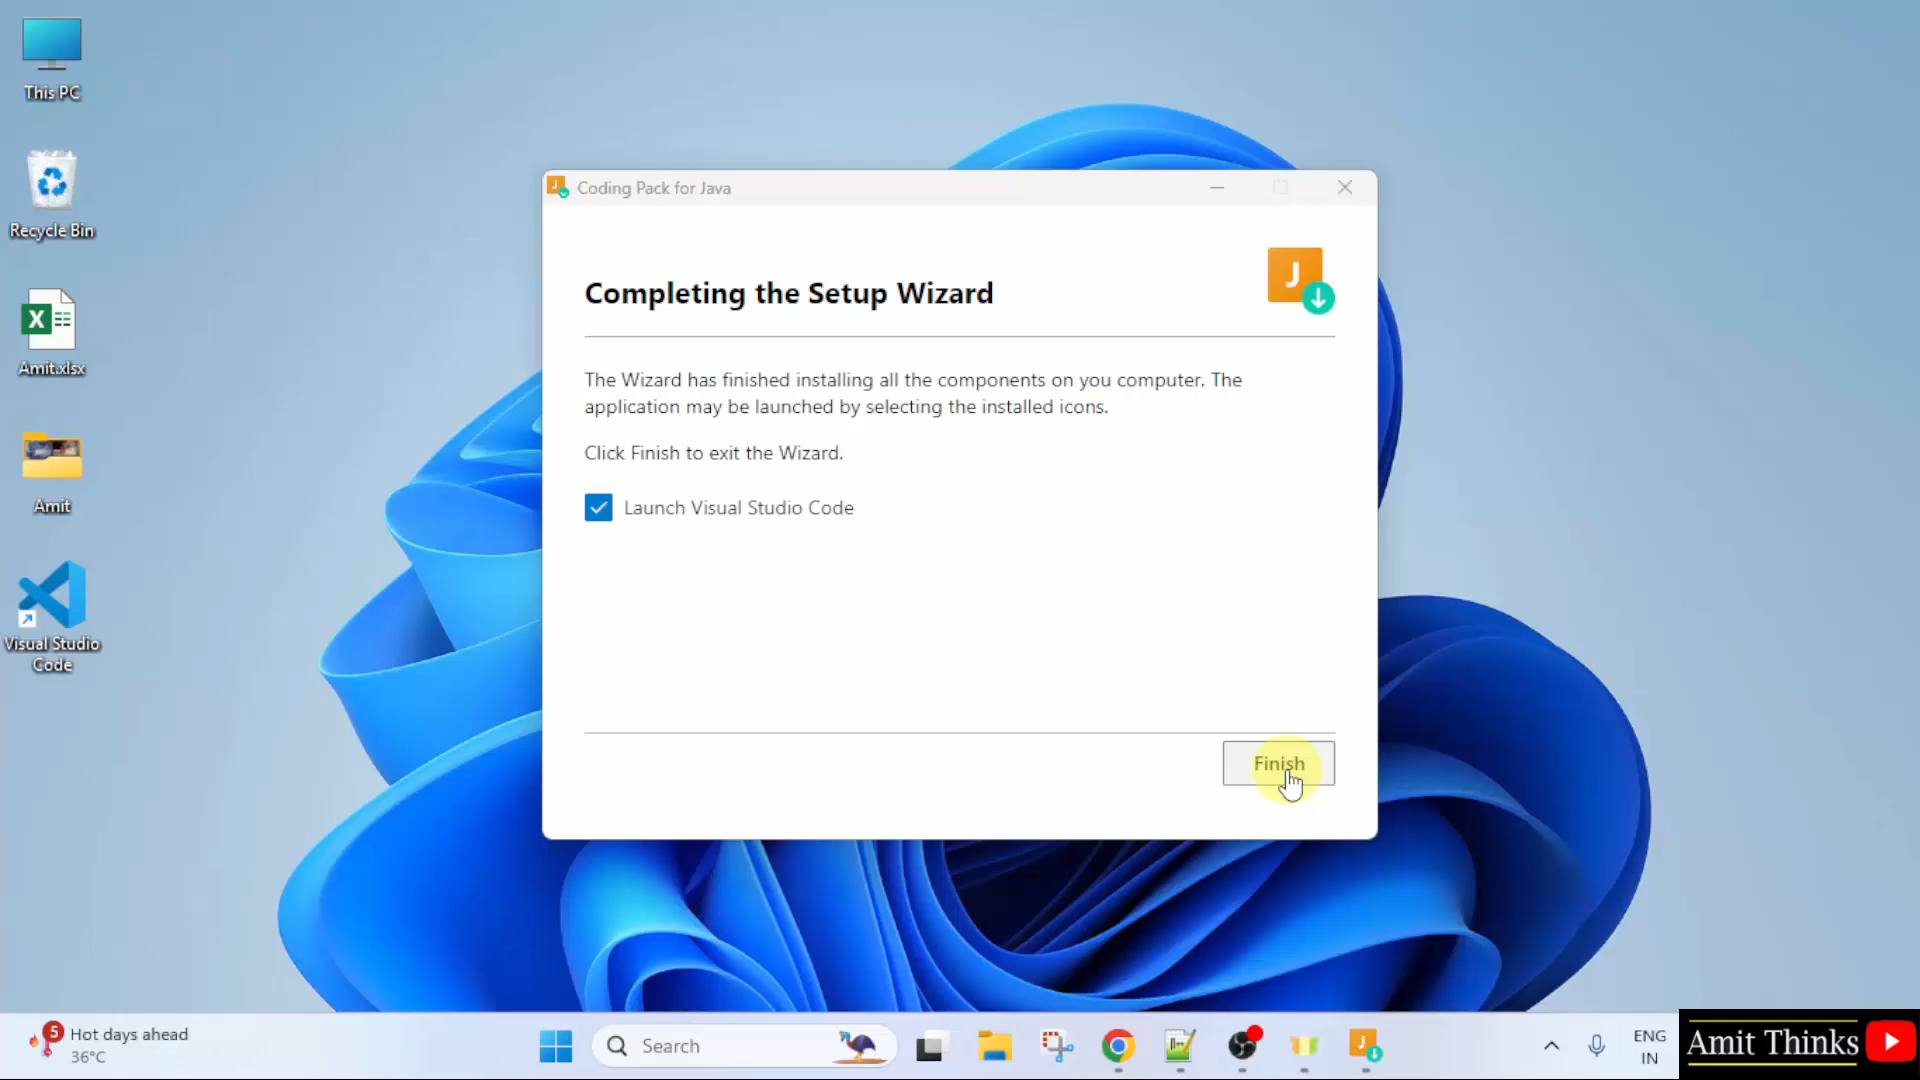 This PC
Recycle Bin
Amit.xlsx
Amit
Visual Studio
Code
Coding Pack for Java
J
Completing the Setup Wizard
The Wizard has finished installing all the components on you computer. The
application may be launched by selecting the installed icons.
Click Finish to exit the Wizard.
Launch Visual Studio Code
Finish
5
Hot days ahead
36°C
Search
J
ENG
IN
Amit Thinks